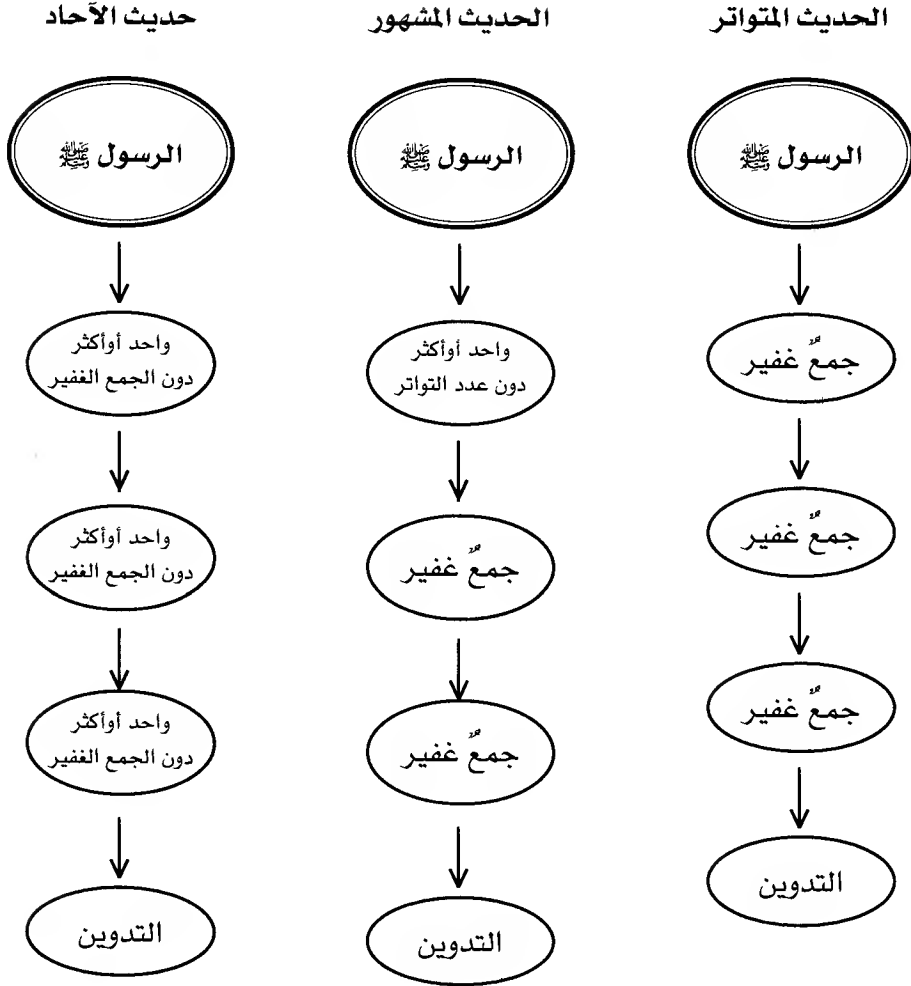 الحديث المتواتر
الرسول ﷺ
جمعٌ غفير
جمعٌ غفير
جمعٌ غفير
التدوين
الحديث المشهور
الرسول ﷺ
واحد أوأكثر
دون عدد التواتر
جمعٌ غفير
جمعٌ غفير
التدوين
حديث الآحاد
الرسول ﷺ
واحد أوأكثر
دون الجمع الغفير
واحد أوأكثر
دون الجمع الغفير
واحد أوأكثر
دون الجمع الغفير
التدوين